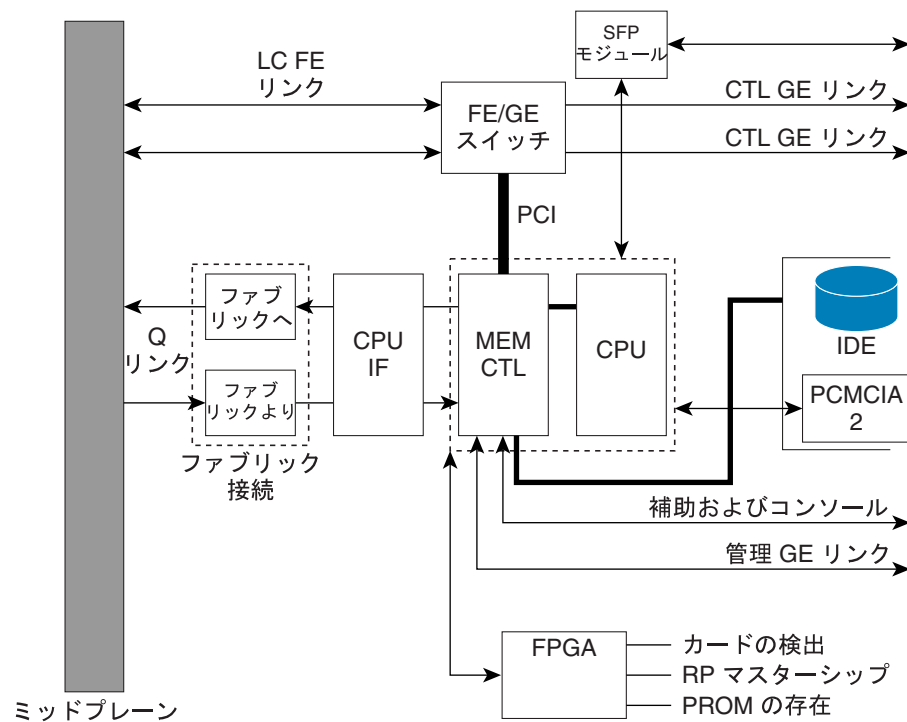 SFP
モジュール
LC FE
リンク
FE/GE
スイッチ
CTL GE リンク
CTL GE リンク
PCI
ファブ
リックへ
Q
リンク
CPU
IF
MEM
CTL
CPU
IDE
ファブ
リックより
PCMCIA
2
ファブリック
接続
補助およびコンソール
管理 GE リンク
FPGA
カードの検出
RP マスターシップ
PROM の存在
ミッドプレーン